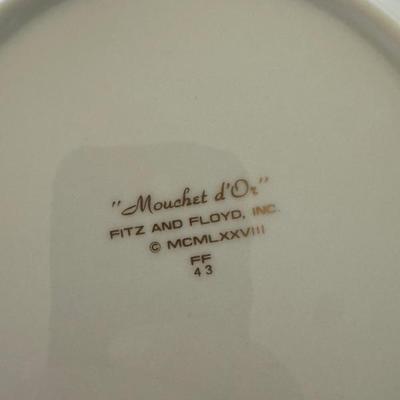 "Mouchet d'Or"
FITZ AND FLOYD, INC.
© MCMLXXVIII
FF
43